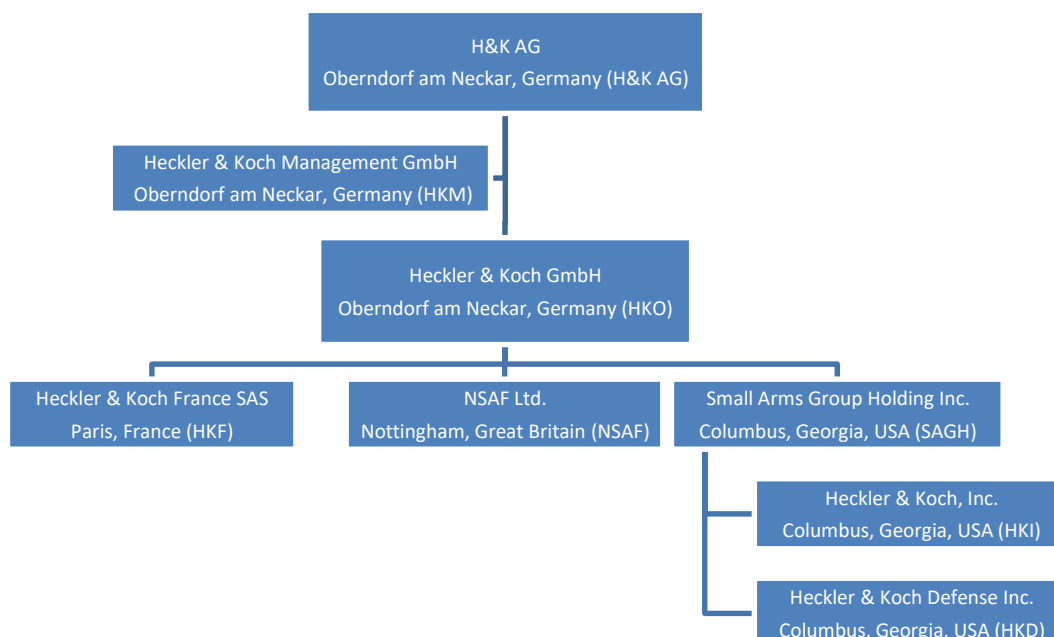 H&K AG
Oberndorf am Neckar, Germany (H&K AG)
Heckler & Koch Management GmbH
Oberndorf am Neckar, Germany (HKM)
Heckler & Koch GmbH
Oberndorf am Neckar, Germany (HKO)
Heckler & Koch France SAS
Paris, France (HKF)
NSAF Ltd.
Nottingham, Great Britain (NSAF)
Small Arms Group Holding Inc.
Columbus, Georgia, USA (SAGH)
Heckler & Koch, Inc.
Columbus, Georgia, USA (HKI)
Heckler & Koch Defense Inc.
Columbus, Georgia, USA (HKD)